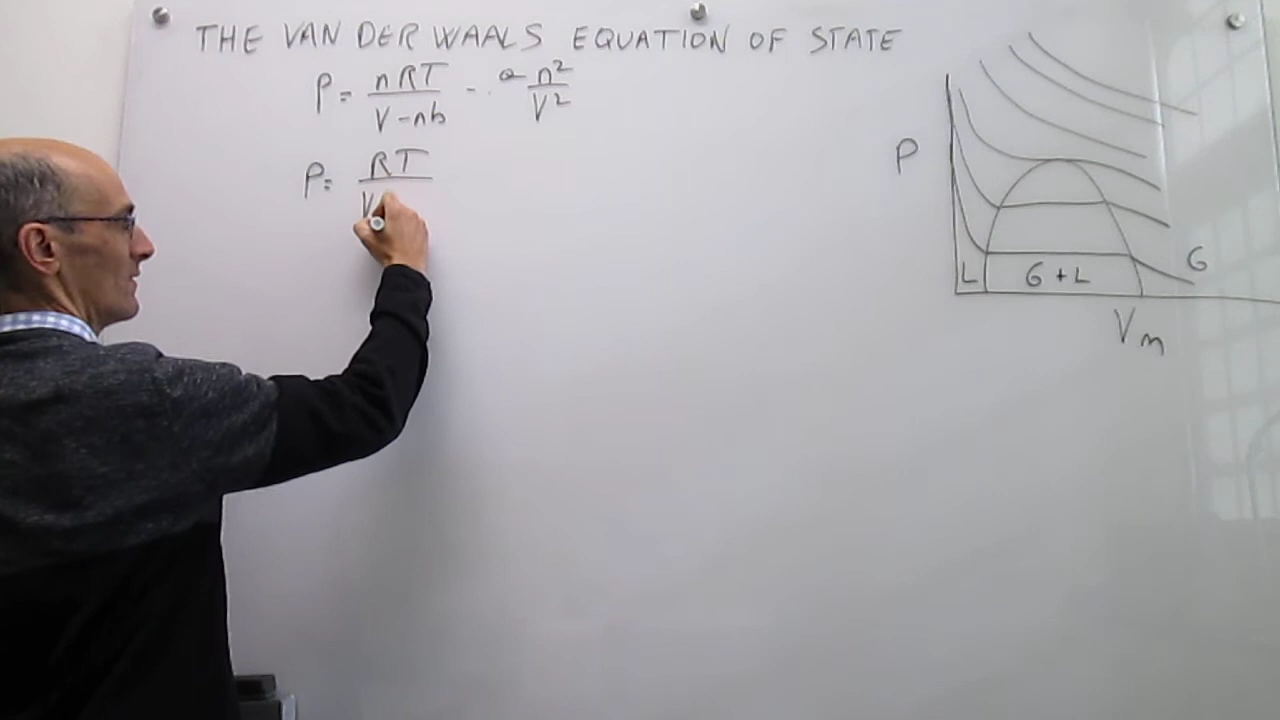 THE VAN DER WAALS EQUATION OF STATE
P = nRT / V - nb - a n² / V²
P = RT / V
P
L
G + L
G
Vm